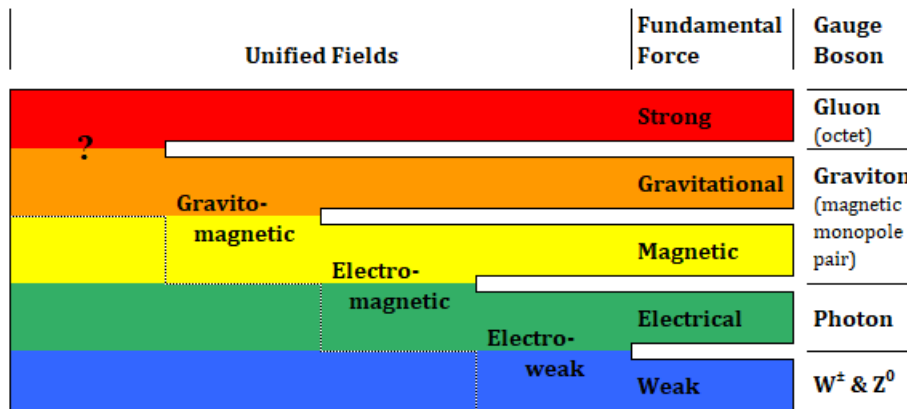 Fundamental Gauge
Unified Fields Force Boson
Strong Gluon
(octet)
?
Gravitational Graviton
Gravito- (magnetic
magnetic monopole
Magnetic pair)
Electro-
magnetic
Electrical Photon
Electro-
weak
Weak W± & Z⁰